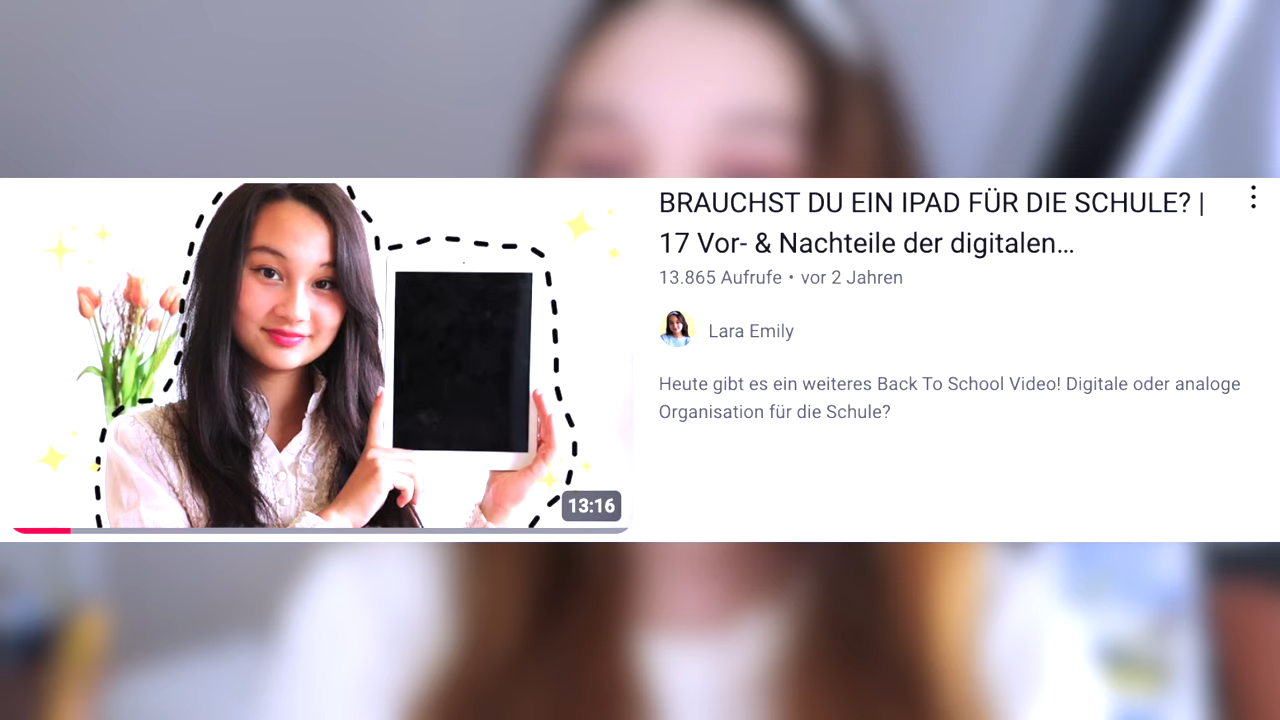 BRAUCHST DU EIN IPAD FÜR DIE SCHULE? |
17 Vor- & Nachteile der digitalen...
13.865 Aufrufe • vor 2 Jahren
Lara Emily
Heute gibt es ein weiteres Back To School Video! Digitale oder analoge
Organisation für die Schule?
13:16